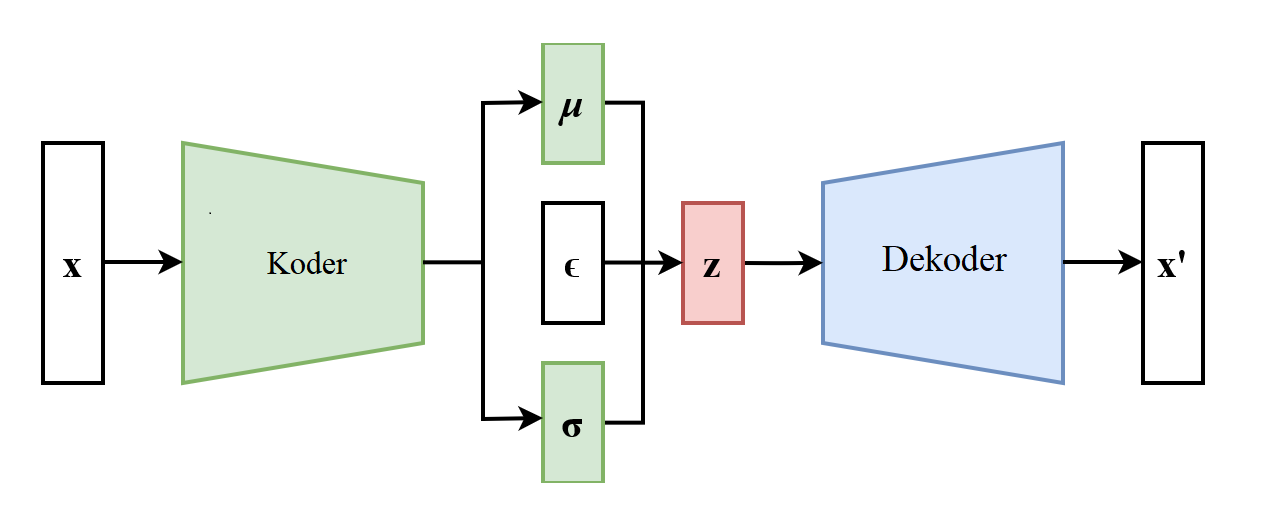 x
Koder
μ
ϵ
σ
z
Dekoder
x'